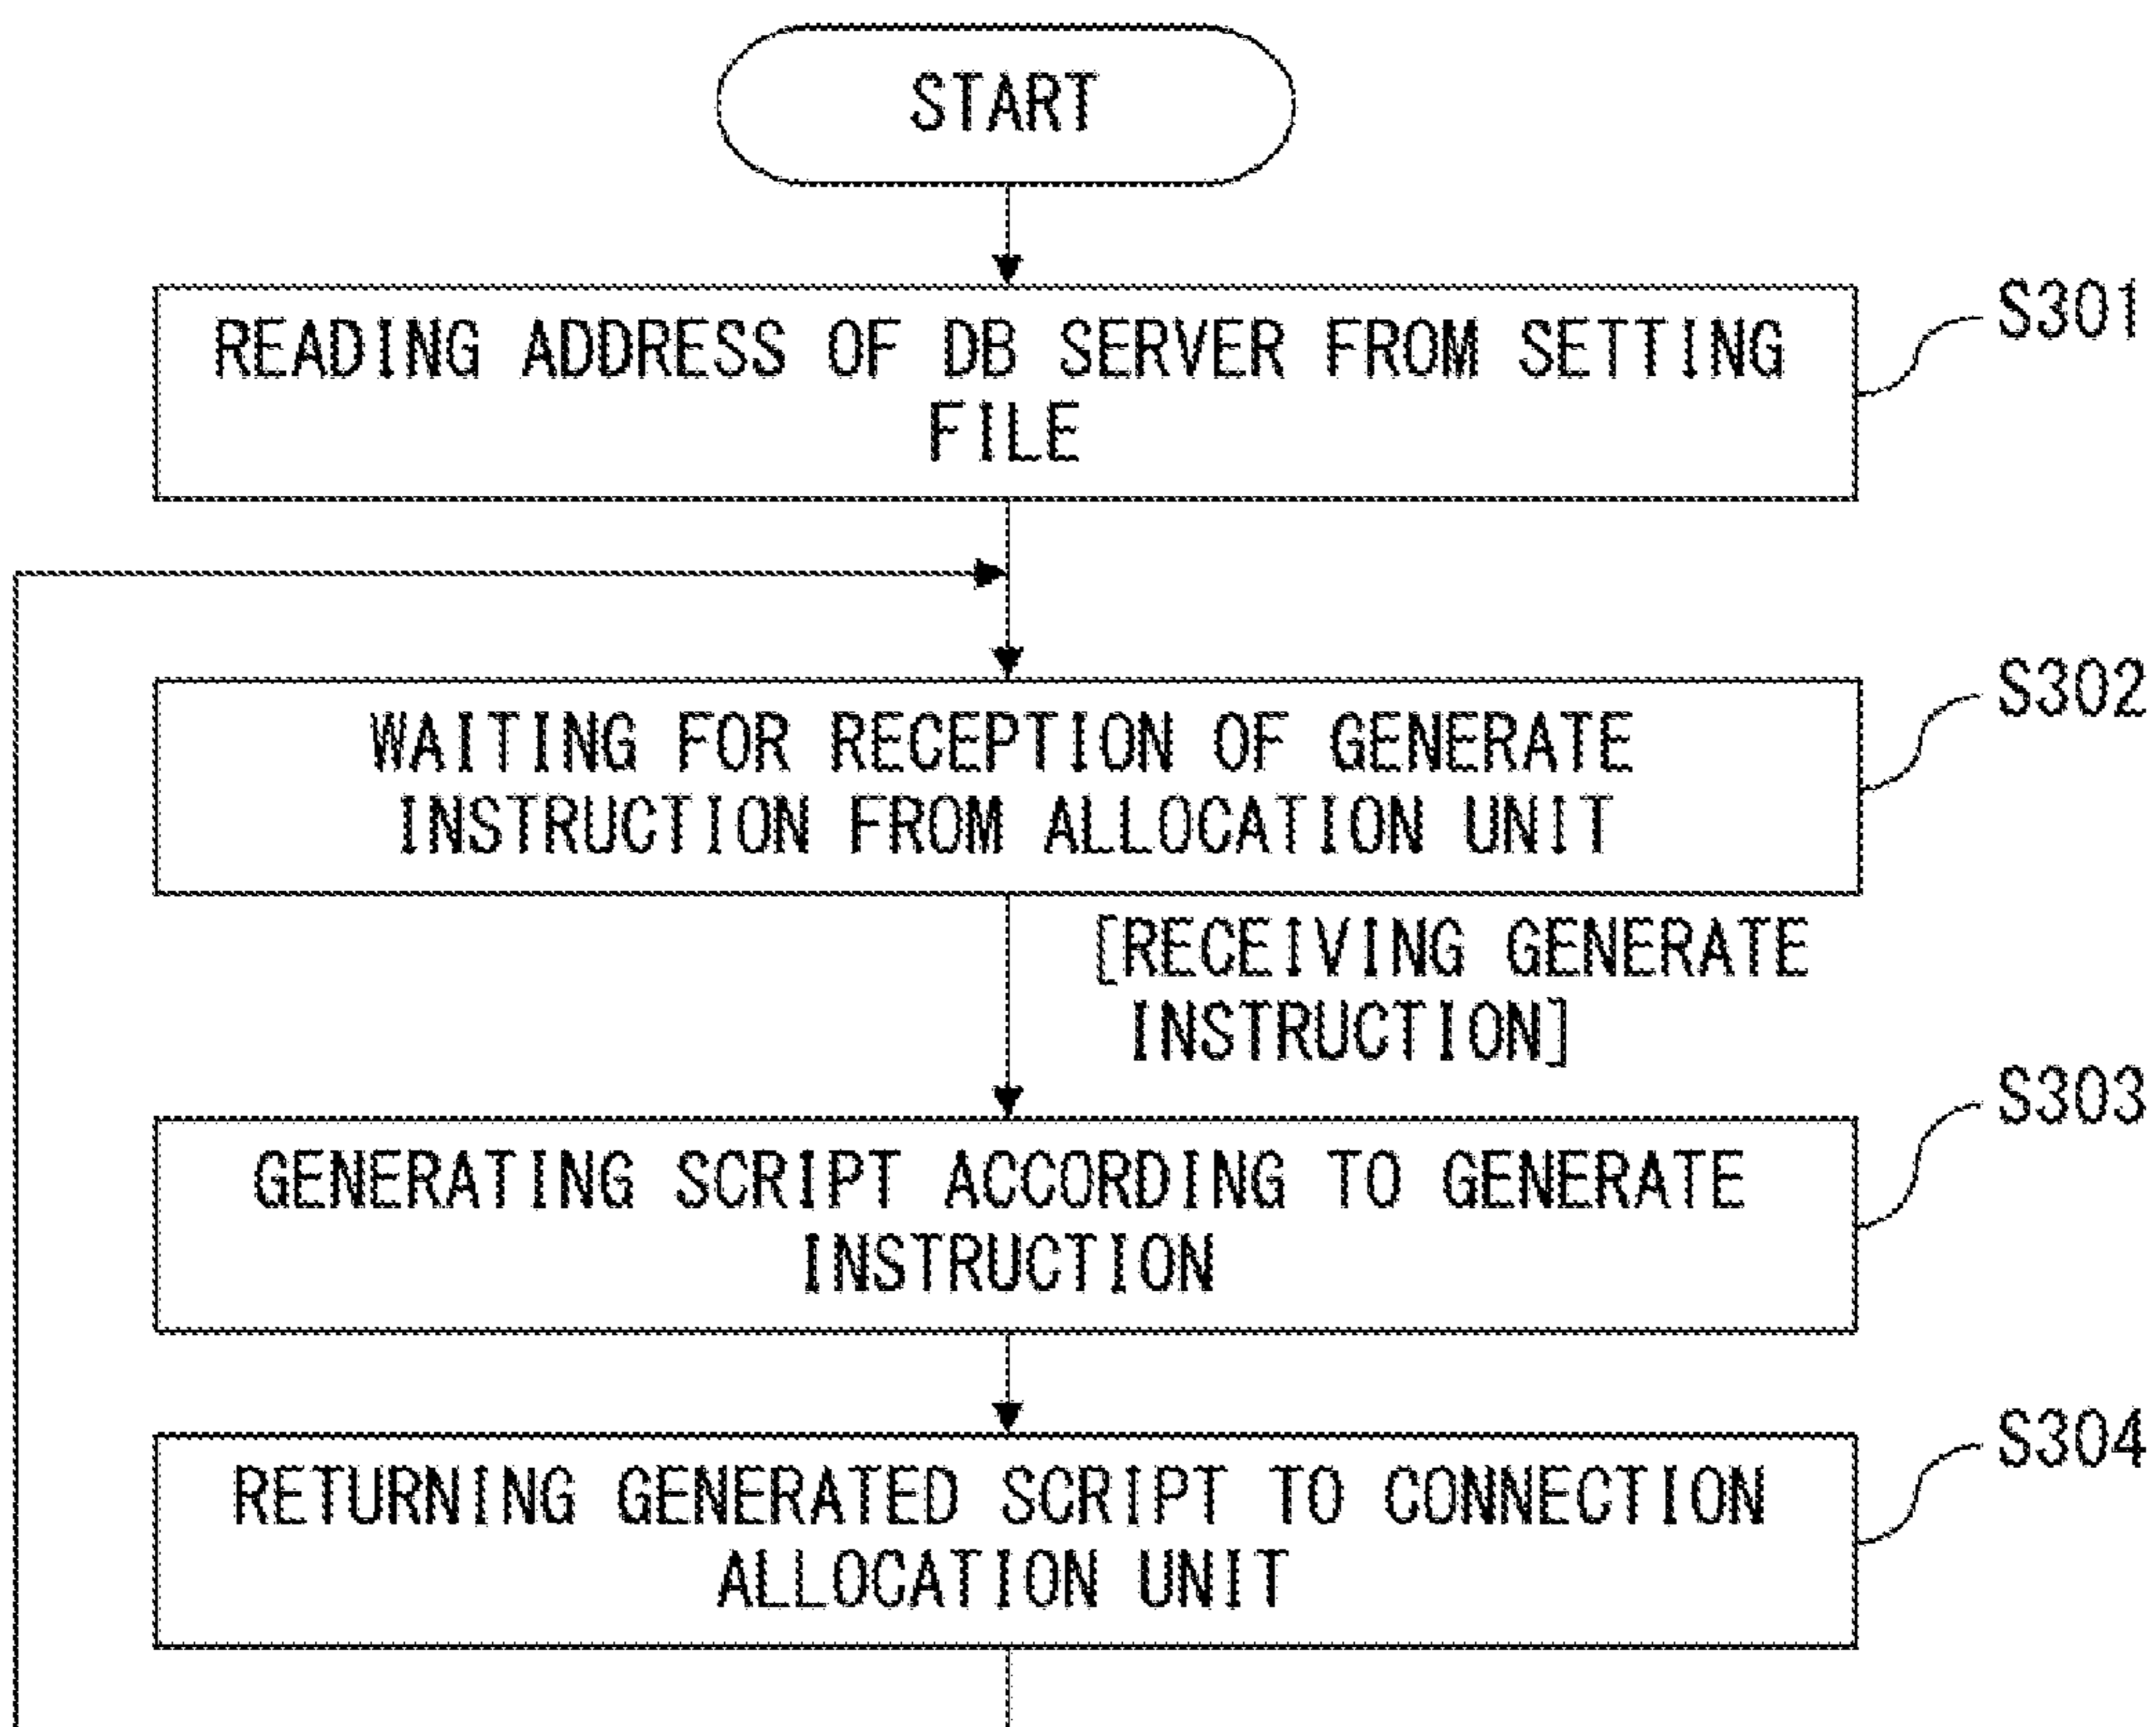 START
READING ADDRESS OF DB SERVER FROM SETTING
FILE
S301
WAITING FOR RECEPTION OF GENERATE
INSTRUCTION FROM ALLOCATION UNIT
S302
[RECEIVING GENERATE
INSTRUCTION]
GENERATING SCRIPT ACCORDING TO GENERATE
INSTRUCTION
S303
RETURNING GENERATED SCRIPT TO CONNECTION
ALLOCATION UNIT
S304